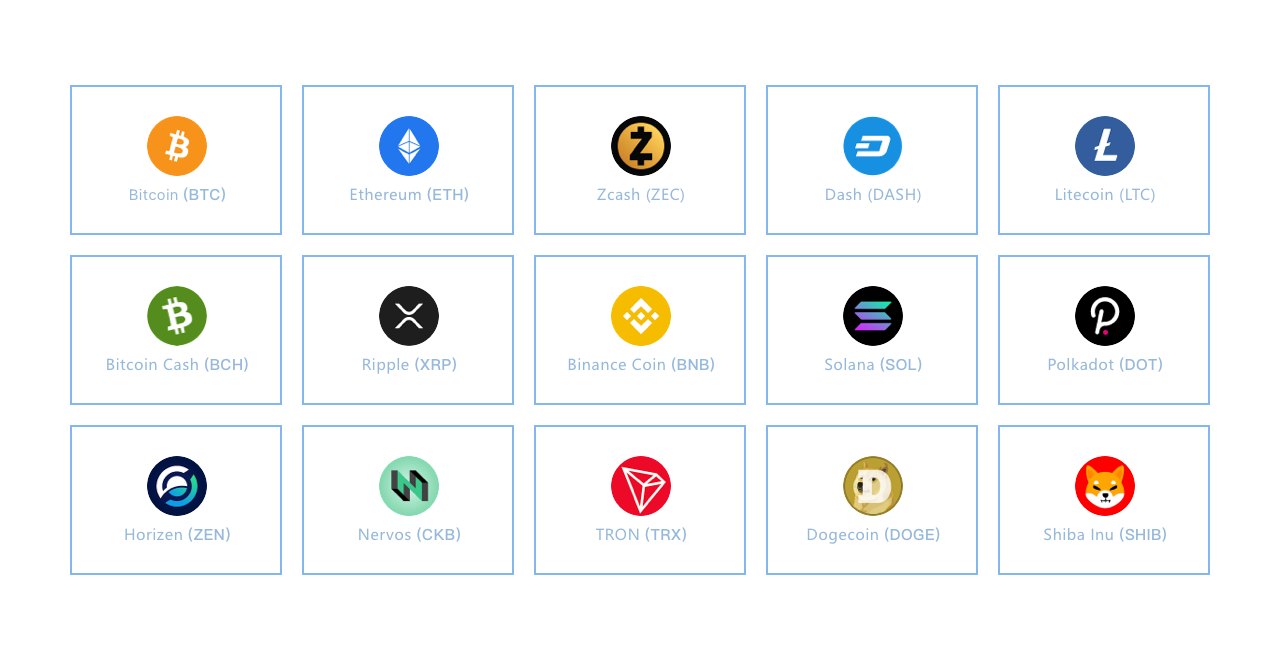 Bitcoin (BTC)
Ethereum (ETH)
Zcash (ZEC)
Dash (DASH)
Litecoin (LTC)
Bitcoin Cash (BCH)
Ripple (XRP)
Binance Coin (BNB)
Solana (SOL)
Polkadot (DOT)
Horizen (ZEN)
Nervos (CKB)
TRON (TRX)
Dogecoin (DOGE)
Shiba Inu (SHIB)